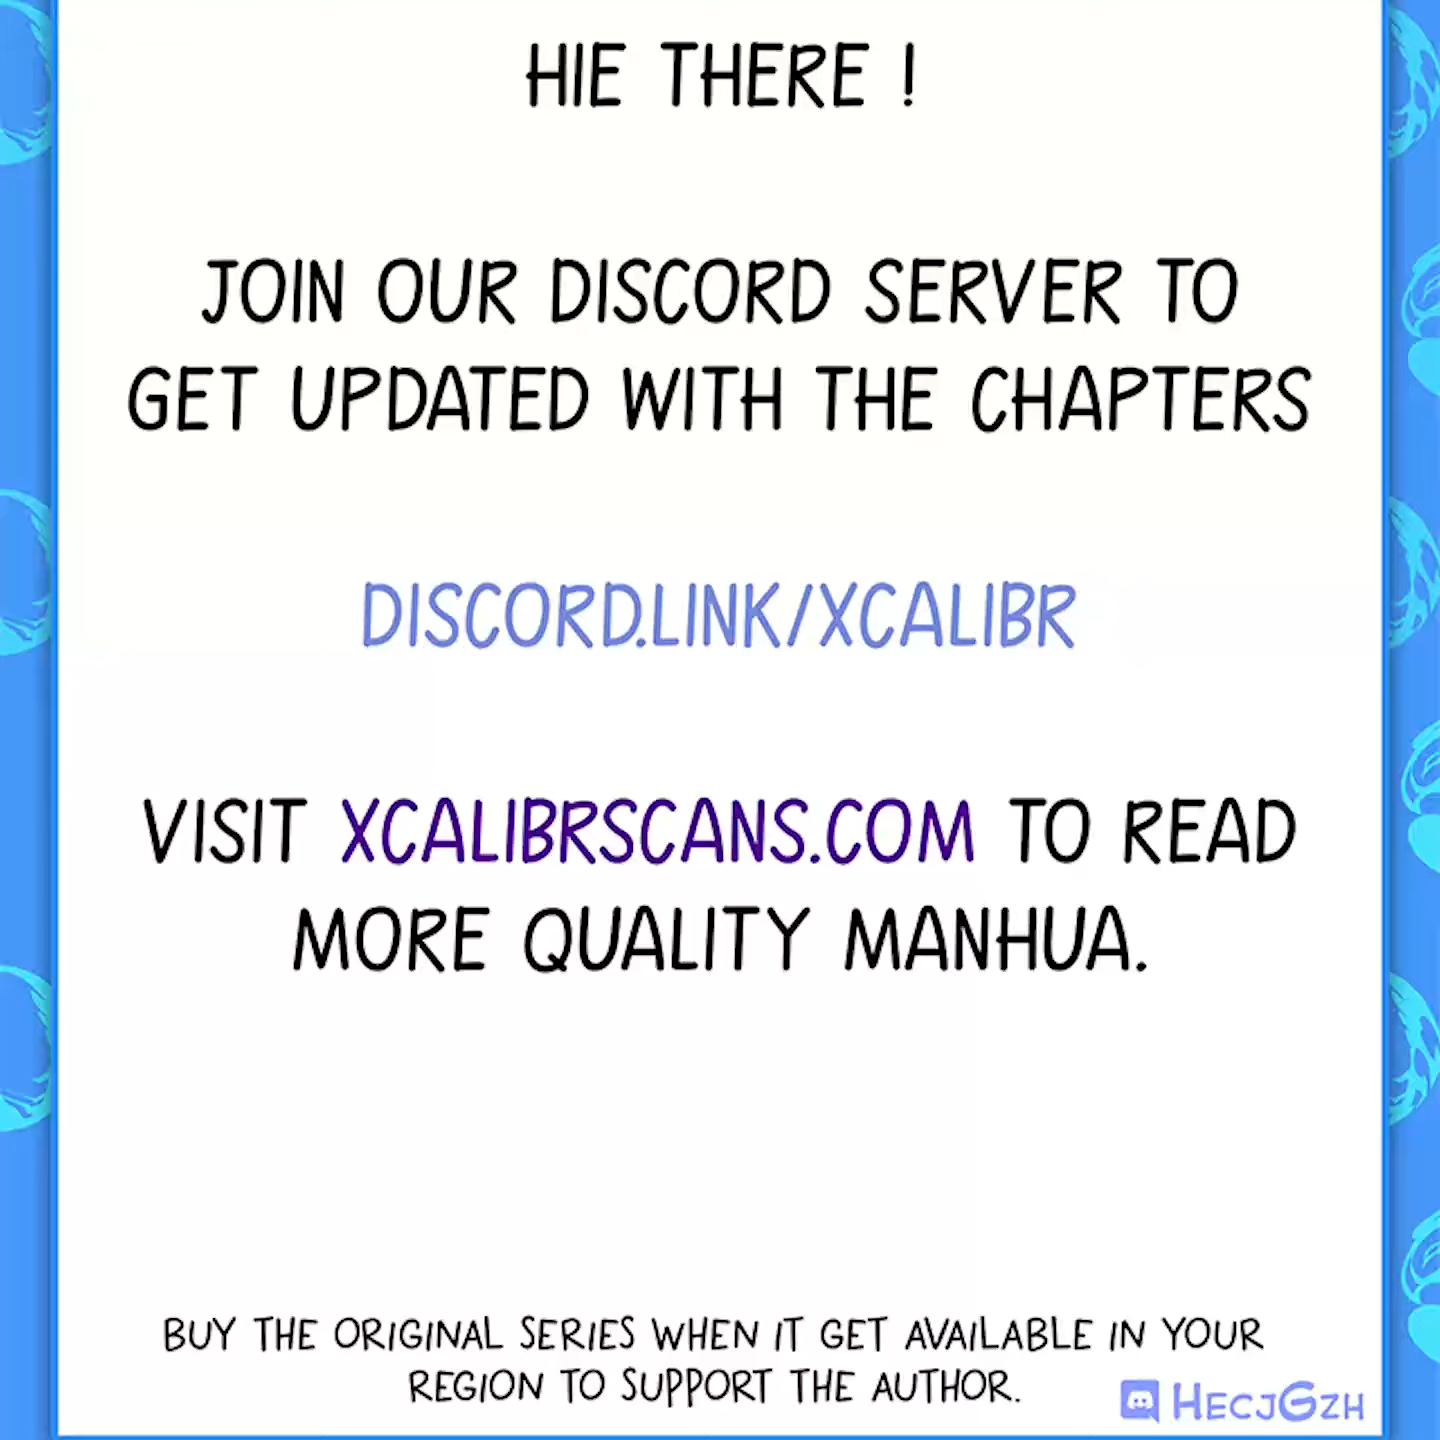 HIE THERE !
JOIN OUR DISCORD SERVER TO
GET UPDATED WITH THE CHAPTERS
DISCORD.LINK/XCALIBR
VISIT XCALIBRSCANS.COM TO READ
MORE QUALITY MANHUA.
BUY THE ORIGINAL SERIES WHEN IT GET AVAILABLE IN YOUR
REGION TO SUPPORT THE AUTHOR.
HECJGZH